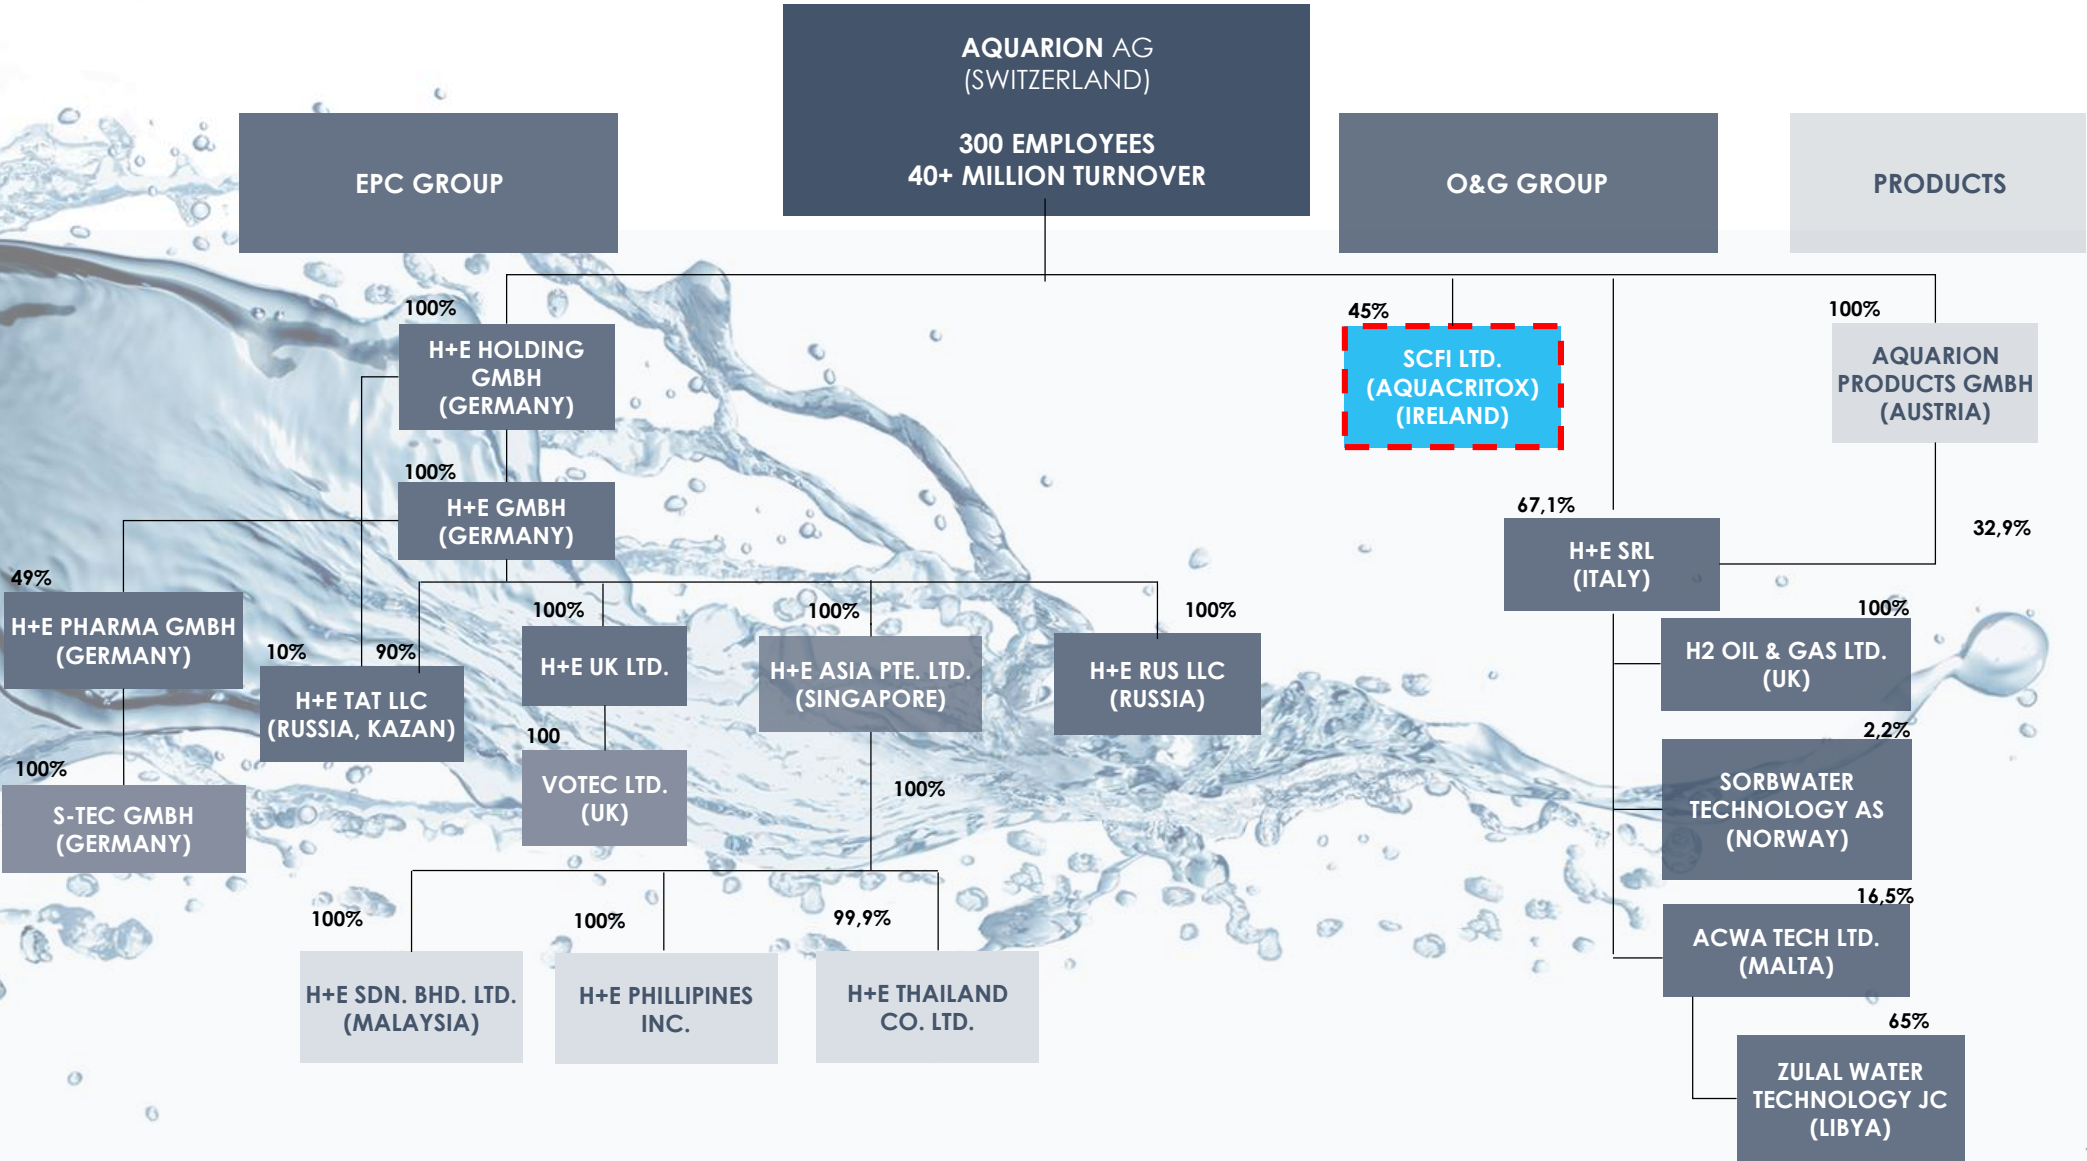 AQUARION AG
(SWITZERLAND)
300 EMPLOYEES
40+ MILLION TURNOVER
EPC GROUP
O&G GROUP
PRODUCTS
100%
H+E HOLDING
GMBH
(GERMANY)
45%
SCFI LTD.
(AQUACRITOX)
(IRELAND)
100%
AQUARION
PRODUCTS GMBH
(AUSTRIA)
100%
H+E GMBH
(GERMANY)
67,1%
H+E SRL
(ITALY)
32,9%
49%
H+E PHARMA GMBH
(GERMANY)
10%
90%
H+E TAT LLC
(RUSSIA, KAZAN)
100%
H+E UK LTD.
100%
H+E ASIA PTE. LTD.
(SINGAPORE)
100%
H+E RUS LLC
(RUSSIA)
100%
H2 OIL & GAS LTD.
(UK)
100%
S-TEC GMBH
(GERMANY)
100
VOTEC LTD.
(UK)
100%
2,2%
SORBWATER
TECHNOLOGY AS
(NORWAY)
100%
H+E SDN. BHD. LTD.
(MALAYSIA)
100%
H+E PHILLIPINES
INC.
99,9%
H+E THAILAND
CO. LTD.
16,5%
ACWA TECH LTD.
(MALTA)
65%
ZULAL WATER
TECHNOLOGY JC
(LIBYA)